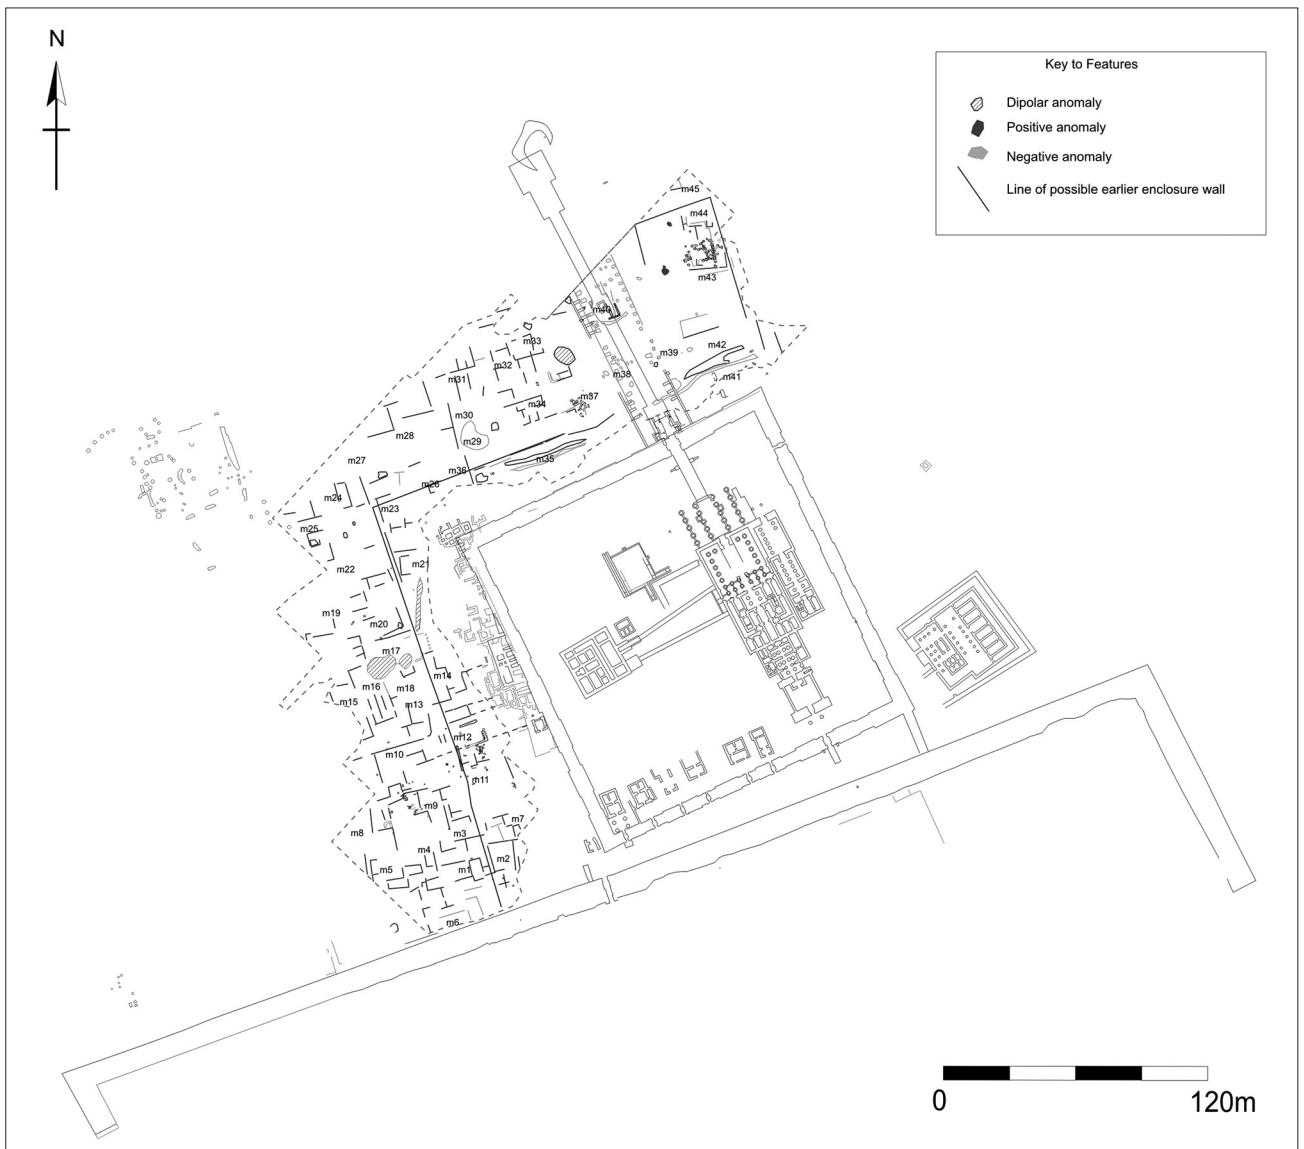 N
Key to Features
Dipolar anomaly
Positive anomaly
Negative anomaly
Line of possible earlier enclosure wall
m45
m44
m43
m40
m33
m39
m42
m32
m38
m41
m31
m37
m34
m30
m28
m29
m27
m35
m36
m26
m24
m23
m25
m21
m22
m19
m20
m17
m14
m16
m18
m15
m13
m12
m10
m11
m9
m7
m8
m3
m4
m2
m5
m1
m6
0
120m